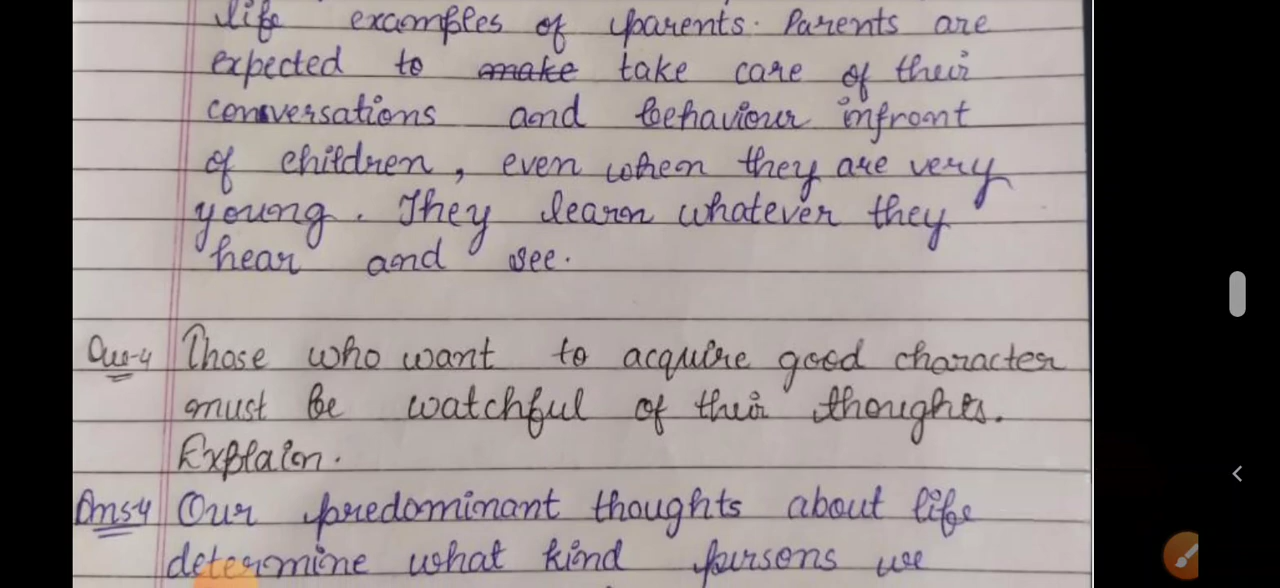 life examples of parents. Parents are
expected to make take care of their
conversations and behaviour infront
of children, even when they are very
young. They learn whatever they
hear and see.
Que-4 Those who want to acquire good character
must be watchful of their thoughts.
Explain.
Ans4 Our predominant thoughts about life
determine what kind persons we